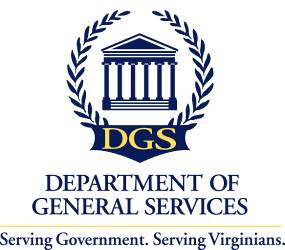 DGS
DEPARTMENT OF
GENERAL SERVICES
Serving Government. Serving Virginians.